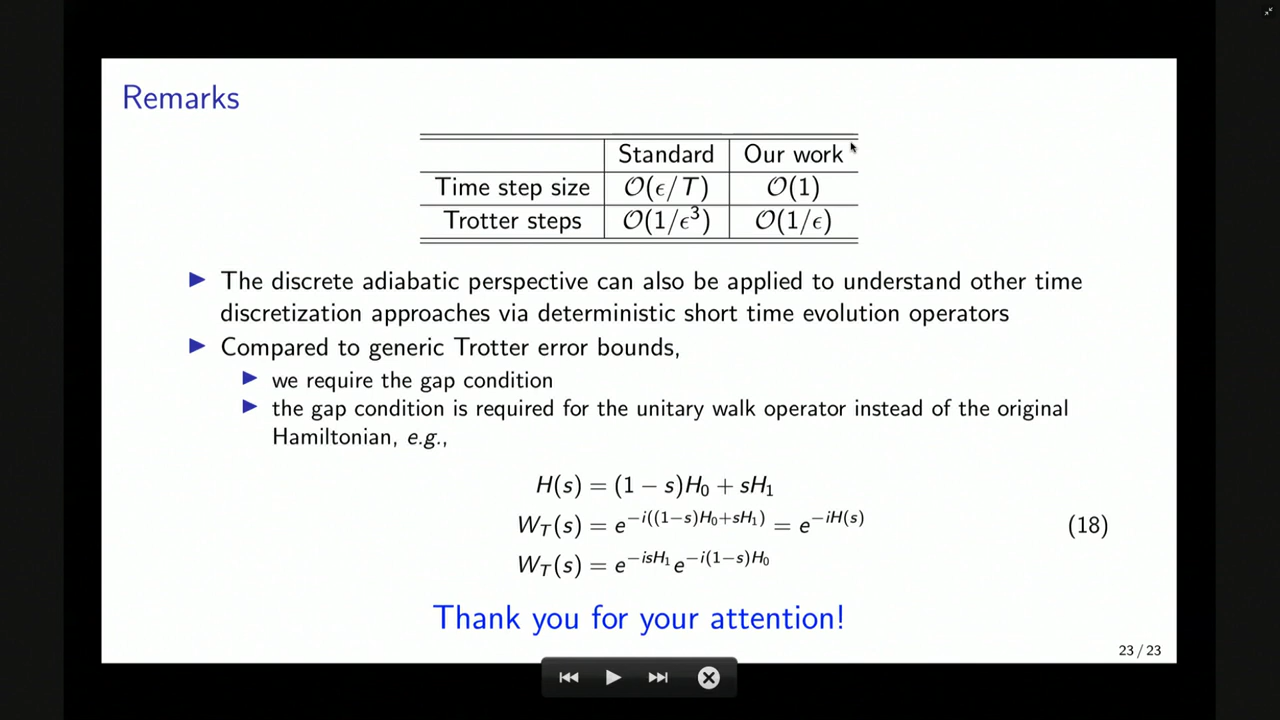 Remarks
Standard Our work
Time step size O(ϵ/T) O(1)
Trotter steps O(1/ϵ³) O(1/ϵ)
▶ The discrete adiabatic perspective can also be applied to understand other time
discretization approaches via deterministic short time evolution operators
▶ Compared to generic Trotter error bounds,
▶ we require the gap condition
▶ the gap condition is required for the unitary walk operator instead of the original
Hamiltonian, e.g.,
H(s) = (1 − s)H₀ + sH₁
W_T(s) = e^{−i((1−s)H₀+sH₁)} = e^{−iH(s)} (18)
W_T(s) = e^{−isH₁}e^{−i(1−s)H₀}
Thank you for your attention!
23 / 23